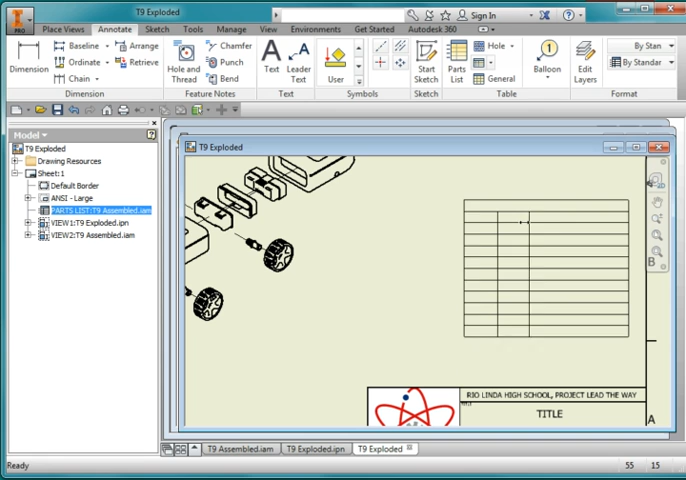 T9 Exploded
Sign In
PRO
Place Views
Annotate
Sketch
Tools
Manage
View
Environments
Get Started
Autodesk 360
Dimension
Baseline
Ordinate
Chain
Arrange
Retrieve
Dimension
Hole and Thread
Chamfer
Punch
Bend
Feature Notes
Text
Leader Text
Text
User
Symbols
Start Sketch
Sketch
Parts List
Hole
General
Table
1
Balloon
Edit Layers
By Stan
By Standar
Format
Model
T9 Exploded
Drawing Resources
Sheet:1
Default Border
ANSI - Large
PARTS LIST:T9 Assembled.iam
VIEW1:T9 Exploded.ipn
VIEW2:T9 Assembled.iam
T9 Exploded
B
RIO LINDA HIGH SCHOOL, PROJECT LEAD THE WAY
TITLE
A
T9 Assembled.iam
T9 Exploded.ipn
T9 Exploded
Ready
55
15